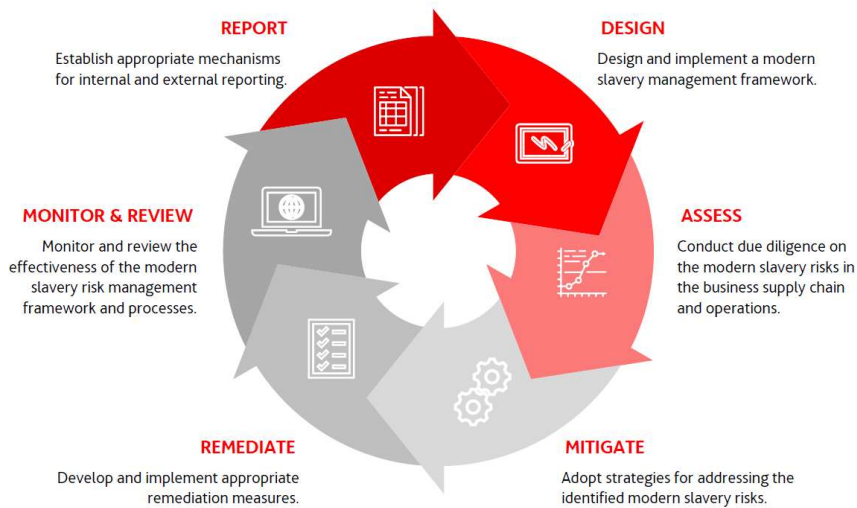 REPORT
Establish appropriate mechanisms
for internal and external reporting.
DESIGN
Design and implement a modern
slavery management framework.
MONITOR & REVIEW
Monitor and review the
effectiveness of the modern
slavery risk management
framework and processes.
ASSESS
Conduct due diligence on
the modern slavery risks in
the business supply chain
and operations.
REMEDIATE
Develop and implement appropriate
remediation measures.
MITIGATE
Adopt strategies for addressing the
identified modern slavery risks.